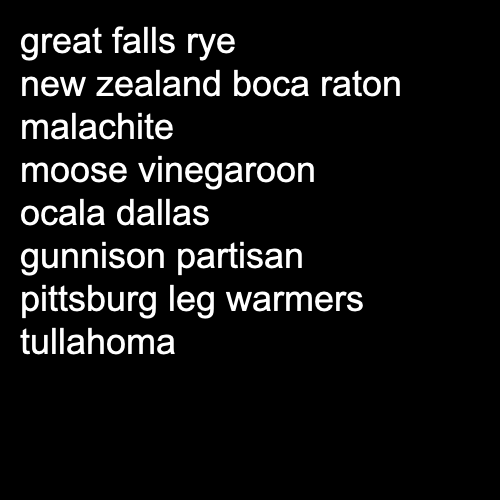 great falls rye
new zealand boca raton
malachite
moose vinegaroon
ocala dallas
gunnison partisan
pittsburg leg warmers
tullahoma